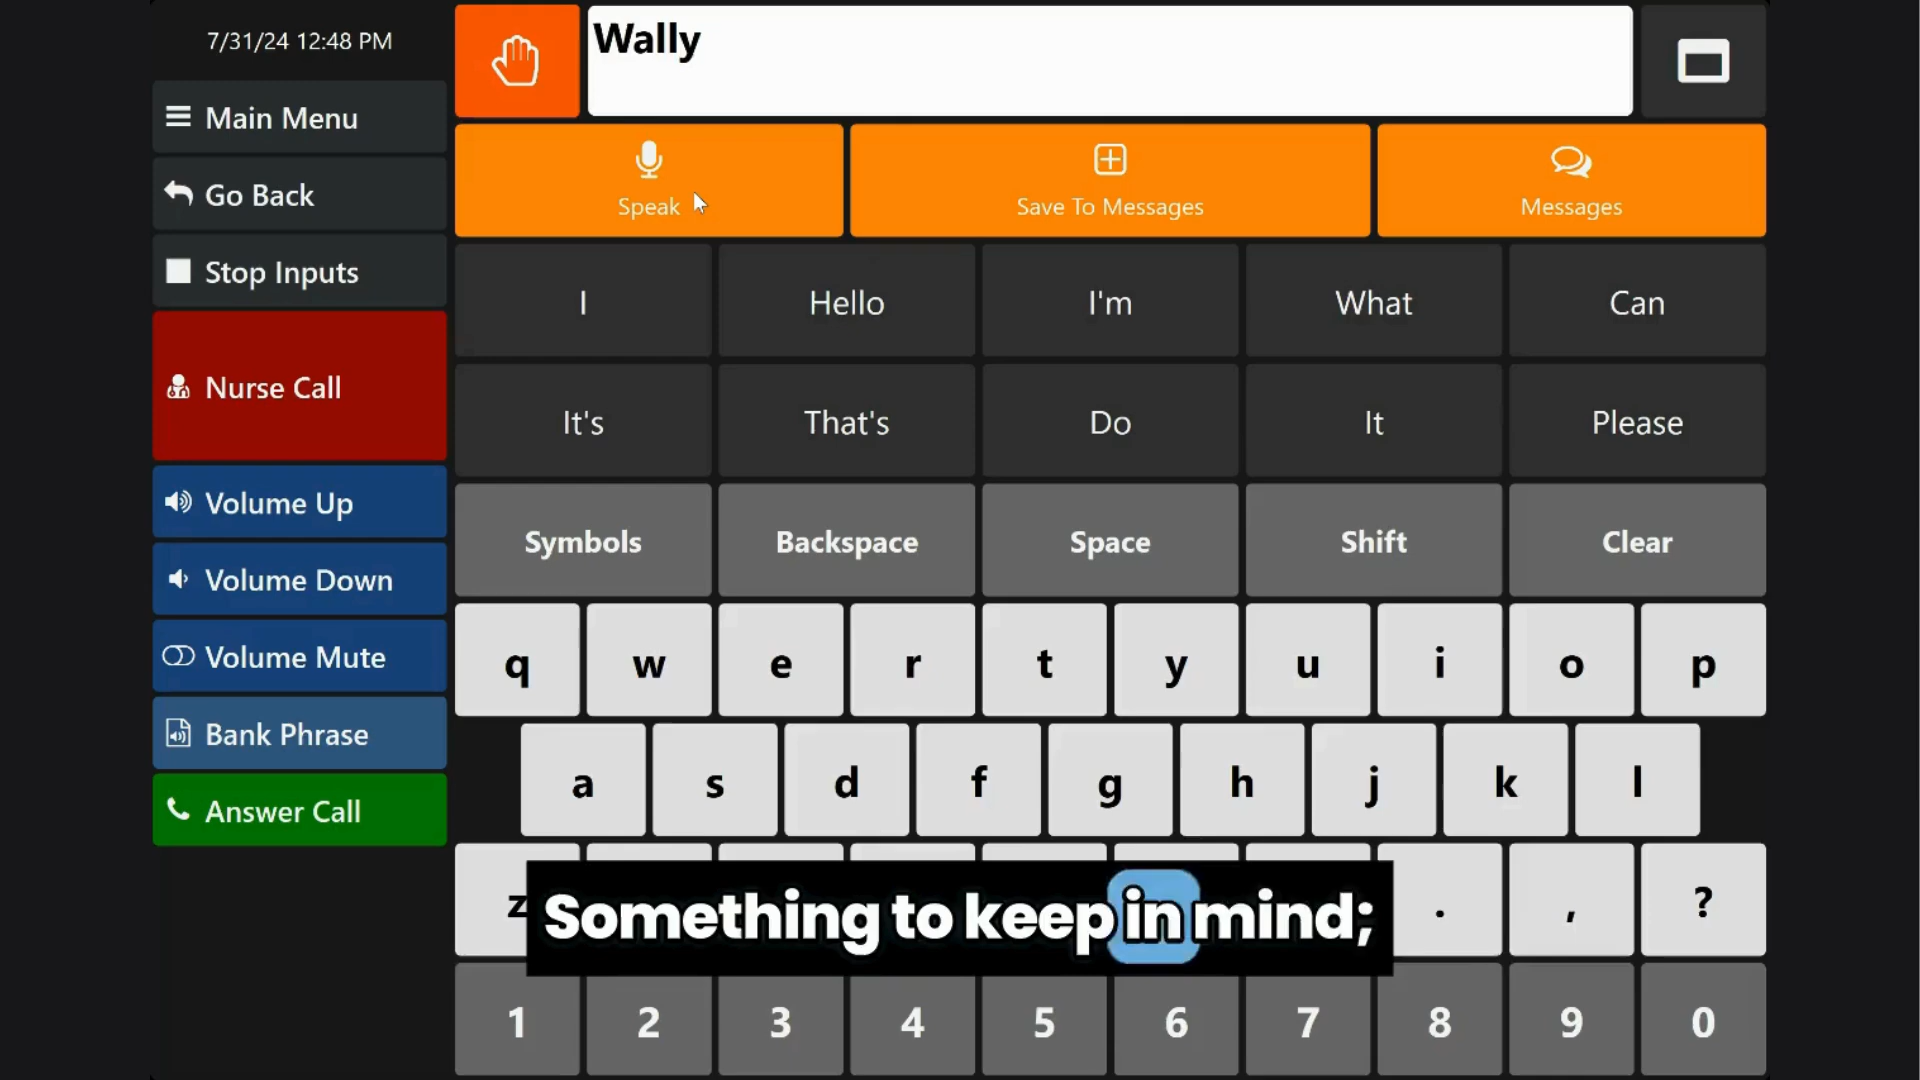 7/31/24 12:48 PM
Main Menu
Go Back
Stop Inputs
Nurse Call
Volume Up
Volume Down
Volume Mute
Bank Phrase
Answer Call
Wally
Speak
Save To Messages
Messages
I Hello I'm What Can
It's That's Do It Please
Symbols Backspace Space Shift Clear
q w e r t y u i o p
a s d f g h j k l
z . , ?
Something to keep in mind;
1 2 3 4 5 6 7 8 9 0